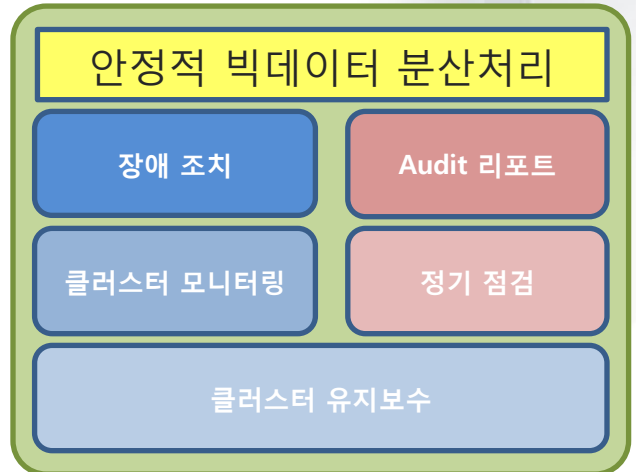 안정적 빅데이터 분산처리
장애 조치
Audit 리포트
클러스터 모니터링
정기 점검
클러스터 유지보수